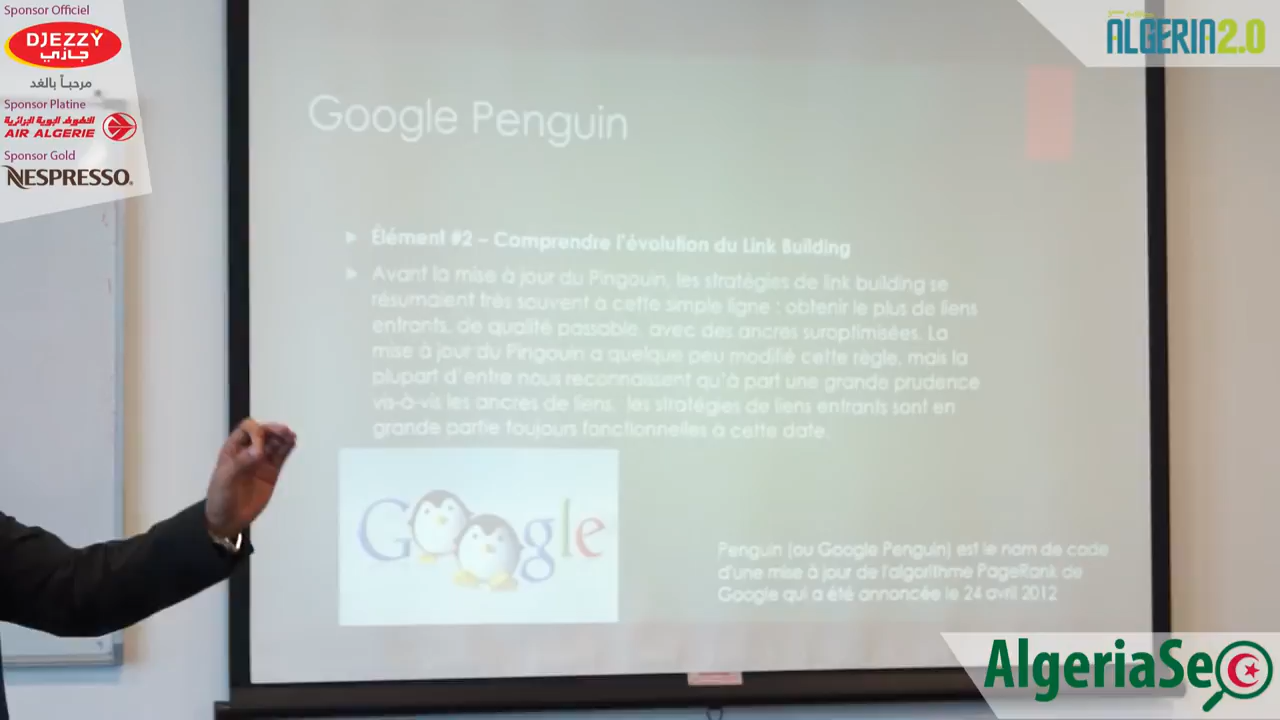 Sponsor Officiel
DJEZZY
جازي
مرحباً بالغد
Sponsor Platine
الخطوط الجوية الجزائرية
AIR ALGERIE
Sponsor Gold
NESPRESSO.
ALGERIA2.0
Google Penguin
Élément #2 – Comprendre l'évolution du Link Building
Avant la mise à jour du Pingouin, les stratégies de link building se
résumaient très souvent à cette simple ligne : obtenir le plus de liens
entrants, de qualité passable, avec des ancres suroptimisées. La
mise à jour du Pingouin a quelque peu modifié cette règle, mais la
plupart d'entre nous reconnaissent qu'à part une grande prudence
vis-à-vis les ancres de liens, les stratégies de liens entrants sont en
grande partie toujours fonctionnelles à cette date.
Google
Penguin (ou Google Penguin) est le nom de code
d'une mise à jour de l'algorithme PageRank de
Google qui a été annoncée le 24 avril 2012
AlgeriaSeo